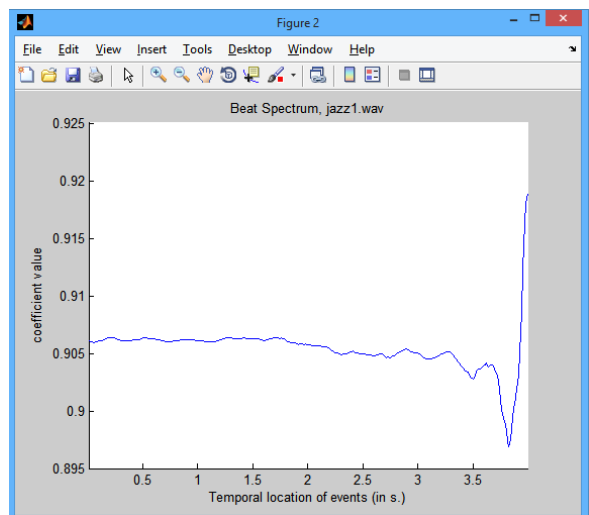 Figure 2
File Edit View Insert Tools Desktop Window Help
Beat Spectrum, jazz1.wav
0.925
0.92
0.915
0.91
0.905
0.9
0.895
coefficient value
0.5 1 1.5 2 2.5 3 3.5
Temporal location of events (in s.)